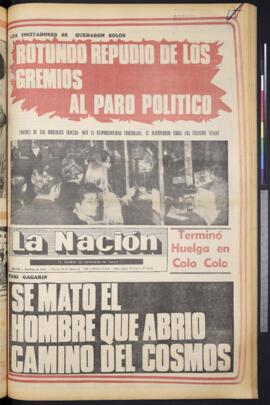 LOS INCITADORES SE QUEDARON SOLOS
ROTUNDO REPUDIO DE LOS
GREMIOS
AL PARO POLITICO
La Nación
Terminó
Huelga en
Colo Colo
YURI GAGARIN
SE MATO EL
HOMBRE QUE ABRIO
CAMINO DEL COSMOS